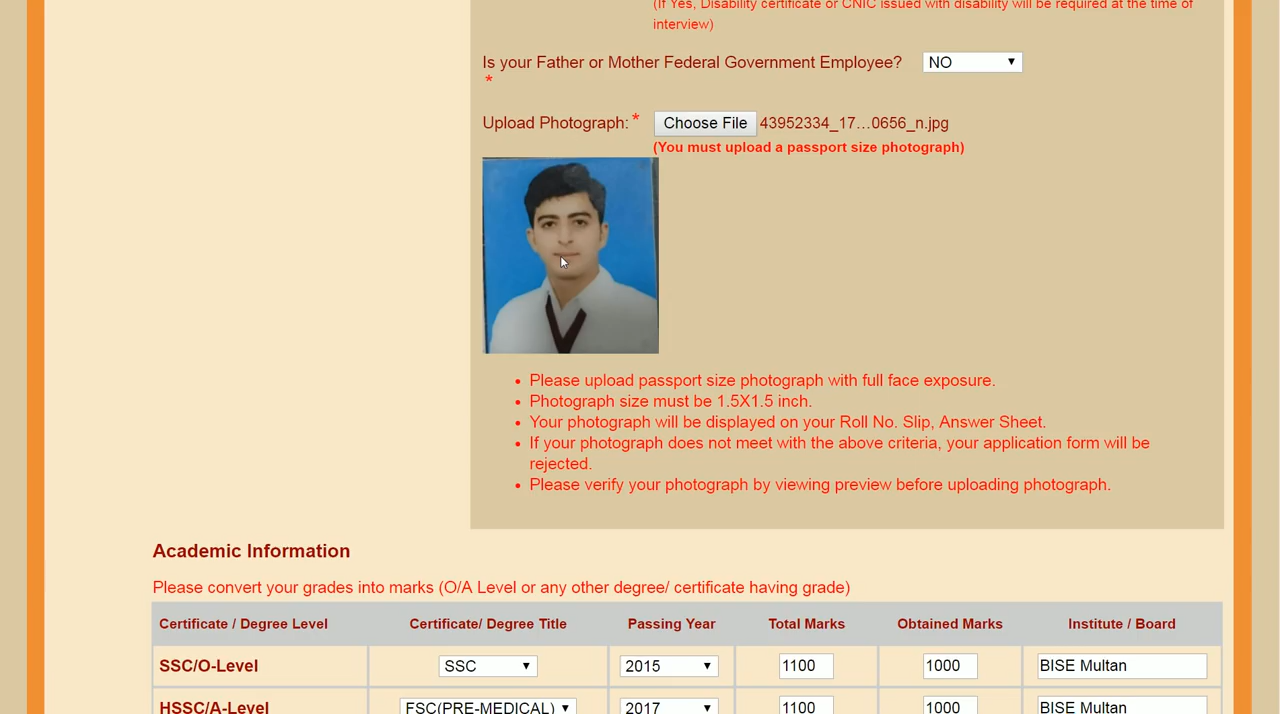 (If Yes, Disability certificate or CNIC issued with disability will be required at the time of
interview)
Is your Father or Mother Federal Government Employee? NO
*
Upload Photograph: * Choose File 43952334_17...0656_n.jpg
(You must upload a passport size photograph)
Please upload passport size photograph with full face exposure.
Photograph size must be 1.5X1.5 inch.
Your photograph will be displayed on your Roll No. Slip, Answer Sheet.
If your photograph does not meet with the above criteria, your application form will be
rejected.
Please verify your photograph by viewing preview before uploading photograph.
Academic Information
Please convert your grades into marks (O/A Level or any other degree/ certificate having grade)
Certificate / Degree Level Certificate/ Degree Title Passing Year Total Marks Obtained Marks Institute / Board
SSC/O-Level SSC 2015 1100 1000 BISE Multan
HSSC/A-Level FSC(PRE-MEDICAL) 2017 1100 1000 BISE Multan